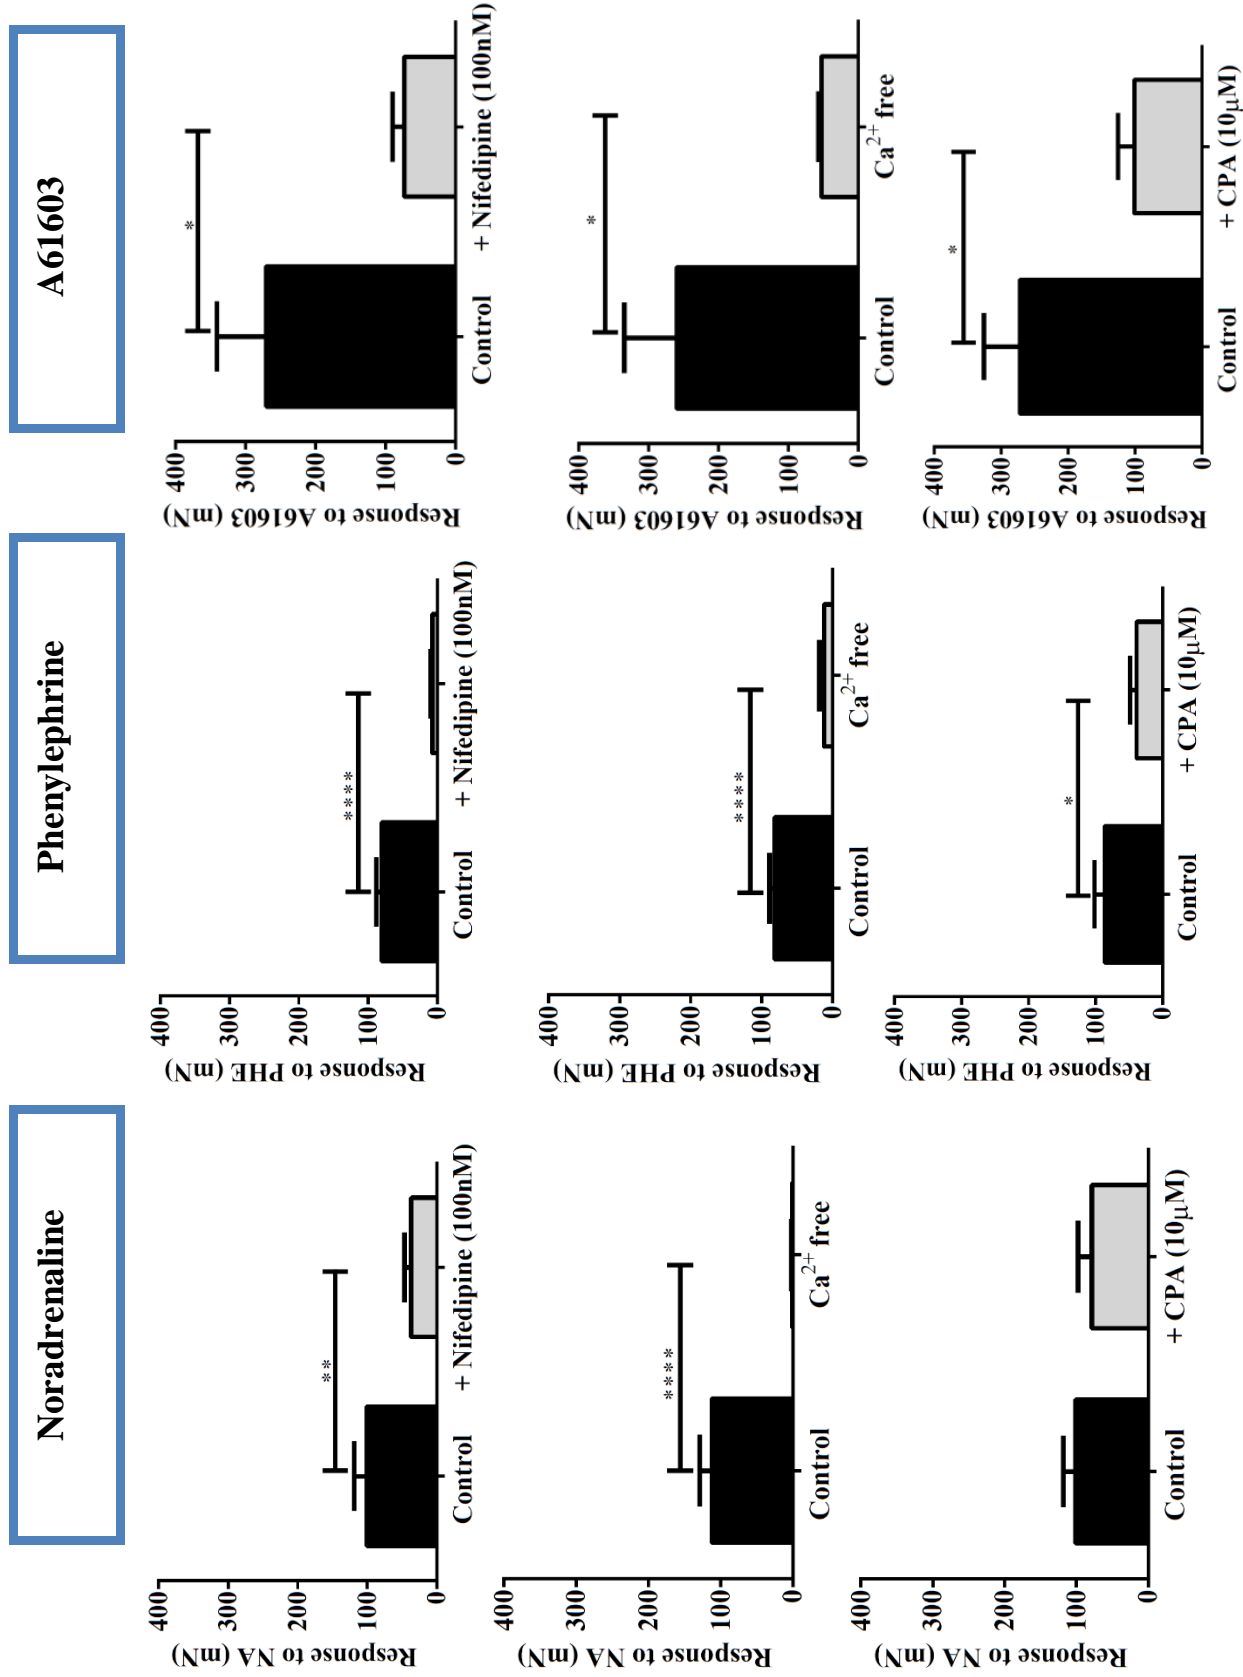 Noradrenaline
Phenylephrine
A61603
400
300
200
100
0
Response to NA (mN)
Control
+ Nifedipine (100nM)
**
400
300
200
100
0
Response to PHE (mN)
Control
+ Nifedipine (100nM)
****
400
300
200
100
0
Response to A61603 (mN)
Control
+ Nifedipine (100nM)
*
400
300
200
100
0
Response to NA (mN)
Control
Ca²⁺ free
****
400
300
200
100
0
Response to PHE (mN)
Control
Ca²⁺ free
****
400
300
200
100
0
Response to A61603 (mN)
Control
Ca²⁺ free
*
400
300
200
100
0
Response to NA (mN)
Control
+ CPA (10μM)
400
300
200
100
0
Response to PHE (mN)
Control
+ CPA (10μM)
*
400
300
200
100
0
Response to A61603 (mN)
Control
+ CPA (10μM)
*